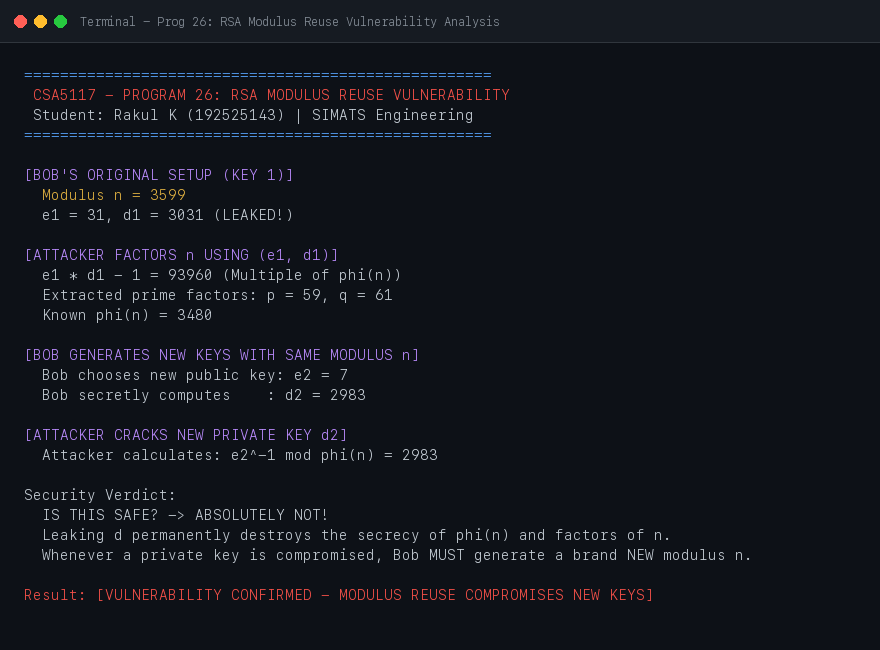 Terminal — Prog 26: RSA Modulus Reuse Vulnerability Analysis
====================================================
CSA5117 — PROGRAM 26: RSA MODULUS REUSE VULNERABILITY
Student: Rakul K (192525143) | SIMATS Engineering
====================================================
[BOB'S ORIGINAL SETUP (KEY 1)]
Modulus n = 3599
e1 = 31, d1 = 3031 (LEAKED!)
[ATTACKER FACTORS n USING (e1, d1)]
e1 * d1 - 1 = 93960 (Multiple of phi(n))
Extracted prime factors: p = 59, q = 61
Known phi(n) = 3480
[BOB GENERATES NEW KEYS WITH SAME MODULUS n]
Bob chooses new public key: e2 = 7
Bob secretly computes    : d2 = 2983
[ATTACKER CRACKS NEW PRIVATE KEY d2]
Attacker calculates: e2^-1 mod phi(n) = 2983
Security Verdict:
IS THIS SAFE? -> ABSOLUTELY NOT!
Leaking d permanently destroys the secrecy of phi(n) and factors of n.
Whenever a private key is compromised, Bob MUST generate a brand NEW modulus n.
Result: [VULNERABILITY CONFIRMED — MODULUS REUSE COMPROMISES NEW KEYS]